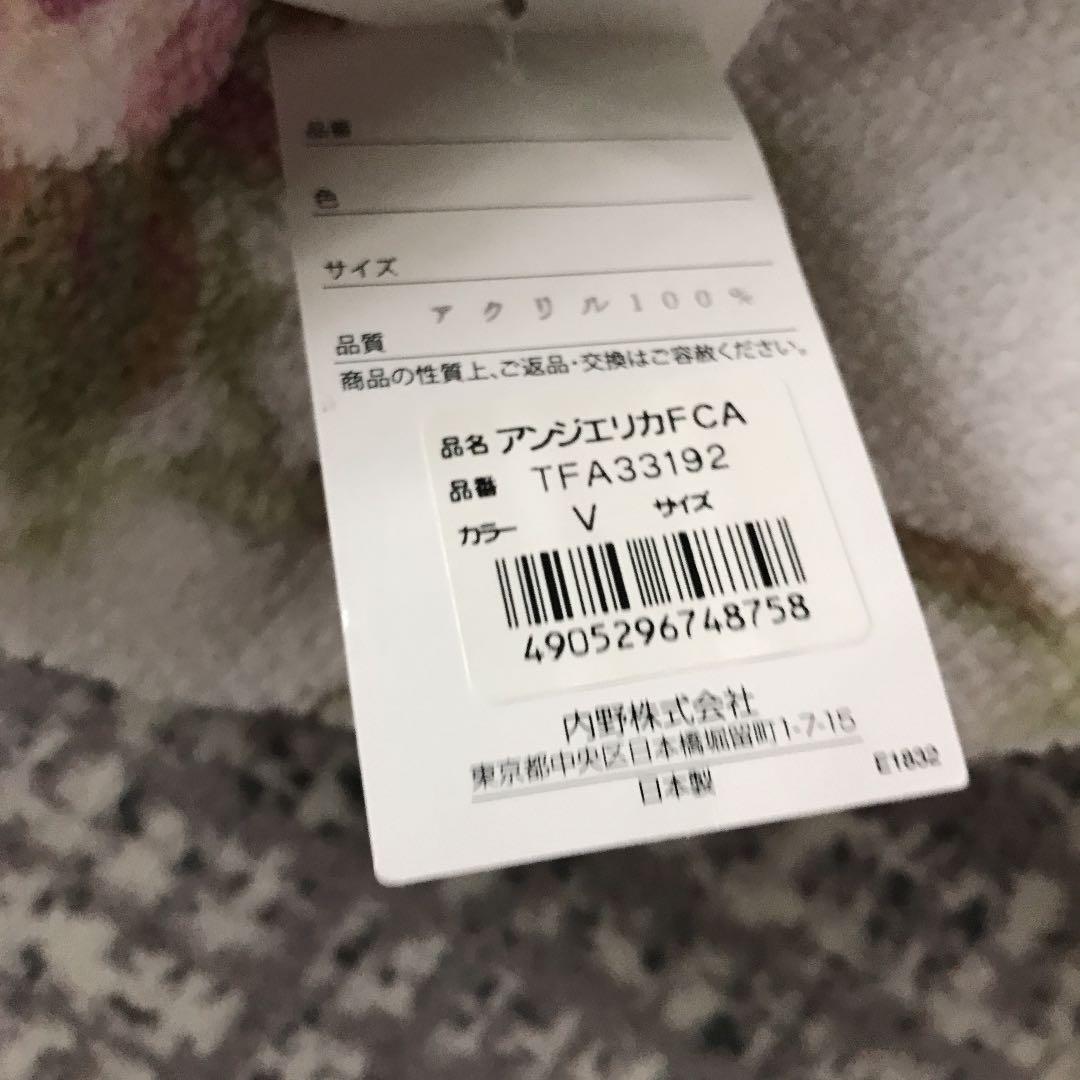 品番
色
サイズ
アクリル100%
品質
商品の性質上、ご返品・交換はご容赦ください。
品名 アンジェリカFCA
品番 TFA33192
カラー V サイズ
4905296748758
内野株式会社
東京都中央区日本橋堀留町1-7-15
日本製
E1832